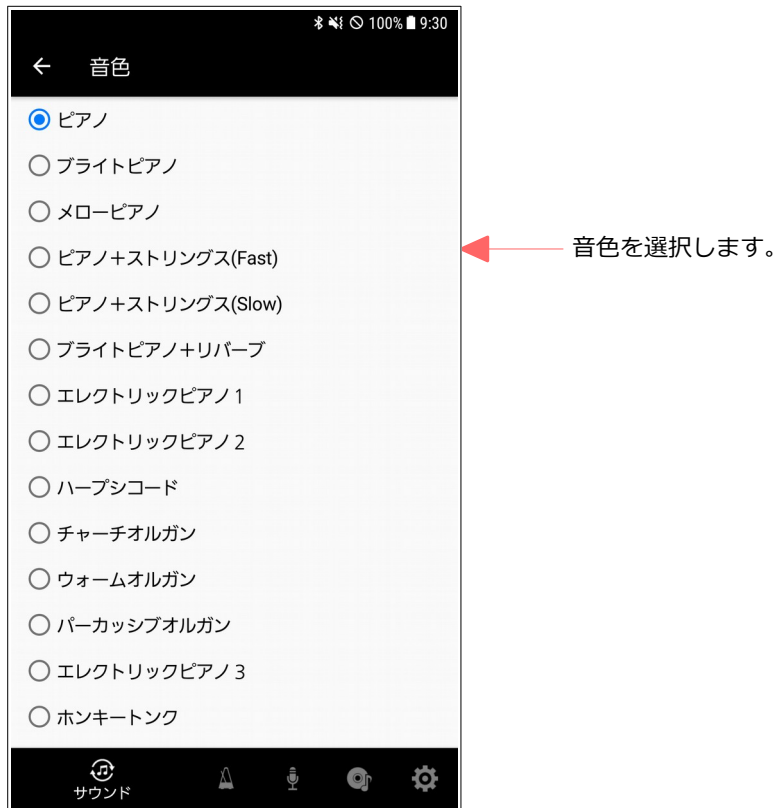 100% 9:30
音色
ピアノ
ブライトピアノ
メローピアノ
ピアノ+ストリングス(Fast)
音色を選択します。
ピアノ+ストリングス(Slow)
ブライトピアノ+リバーブ
エレクトリックピアノ1
エレクトリックピアノ2
ハープシコード
チャーチオルガン
ウォームオルガン
パーカッシブオルガン
エレクトリックピアノ3
ホンキートンク
サウンド